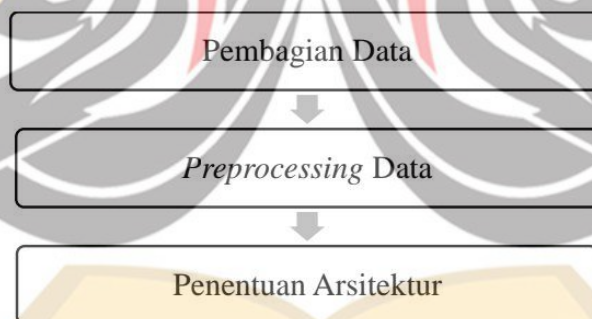 Pembagian Data
Preprocessing Data
Penentuan Arsitektur